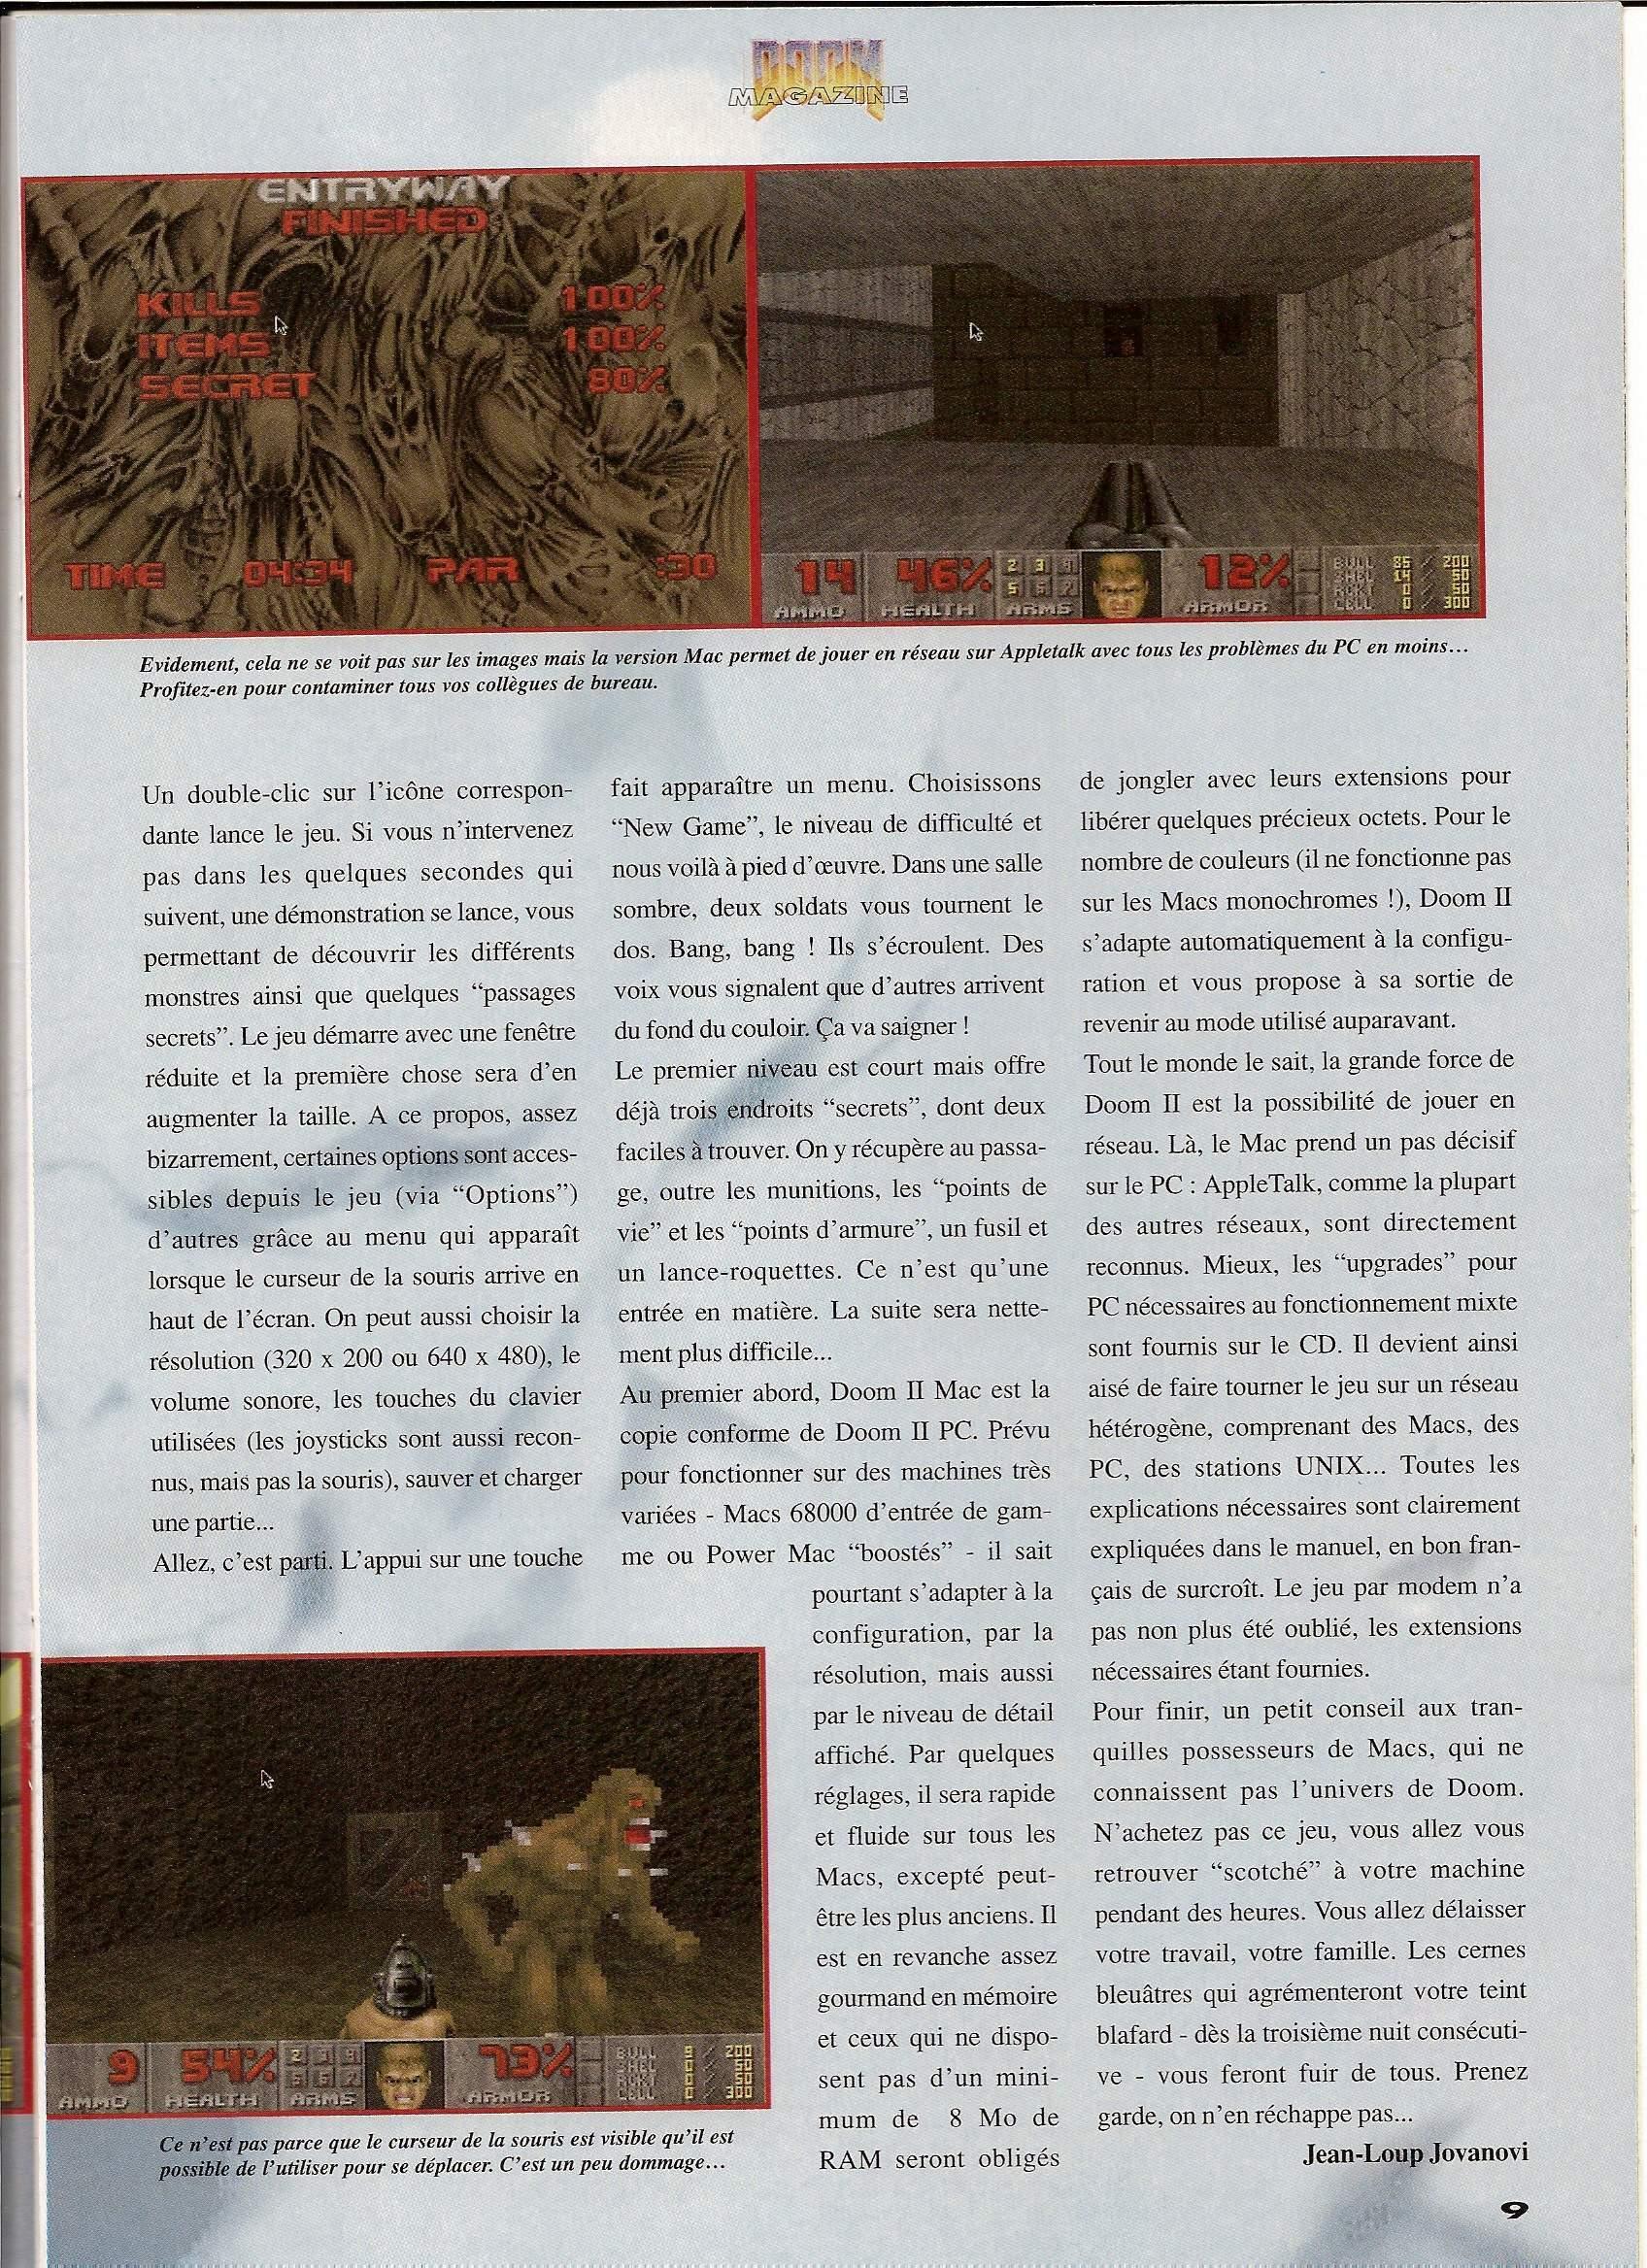 DOOM
MAGAZINE
ENTRYWAY
FINISHED
KILLS 100%
ITEMS 100%
SECRET 80%
TIME 04:34 PAR :30
14 46% 2 3 4 12% BULL 85 / 200
5 6 7 SHEL 14 / 50
RCKT 0 / 50
AMMO HEALTH ARMS ARMOR CELL 0 / 300
Evidement, cela ne se voit pas sur les images mais la version Mac permet de jouer en réseau sur Appletalk avec tous les problèmes du PC en moins…
Profitez-en pour contaminer tous vos collègues de bureau.
Un double-clic sur l'icône correspon-
dante lance le jeu. Si vous n'intervenez
pas dans les quelques secondes qui
suivent, une démonstration se lance, vous
permettant de découvrir les différents
monstres ainsi que quelques “passages
secrets”. Le jeu démarre avec une fenêtre
réduite et la première chose sera d'en
augmenter la taille. A ce propos, assez
bizarrement, certaines options sont acces-
sibles depuis le jeu (via “Options”)
d'autres grâce au menu qui apparaît
lorsque le curseur de la souris arrive en
haut de l'écran. On peut aussi choisir la
résolution (320 x 200 ou 640 x 480), le
volume sonore, les touches du clavier
utilisées (les joysticks sont aussi recon-
nus, mais pas la souris), sauver et charger
une partie...
Allez, c'est parti. L'appui sur une touche
fait apparaître un menu. Choisissons
“New Game”, le niveau de difficulté et
nous voilà à pied d'œuvre. Dans une salle
sombre, deux soldats vous tournent le
dos. Bang, bang ! Ils s'écroulent. Des
voix vous signalent que d'autres arrivent
du fond du couloir. Ça va saigner !
Le premier niveau est court mais offre
déjà trois endroits “secrets”, dont deux
faciles à trouver. On y récupère au passa-
ge, outre les munitions, les “points de
vie” et les “points d'armure”, un fusil et
un lance-roquettes. Ce n'est qu'une
entrée en matière. La suite sera nette-
ment plus difficile...
Au premier abord, Doom II Mac est la
copie conforme de Doom II PC. Prévu
pour fonctionner sur des machines très
variées - Macs 68000 d'entrée de gam-
me ou Power Mac “boostés” - il sait
pourtant s'adapter à la
configuration, par la
résolution, mais aussi
par le niveau de détail
affiché. Par quelques
réglages, il sera rapide
et fluide sur tous les
Macs, excepté peut-
être les plus anciens. Il
est en revanche assez
gourmand en mémoire
et ceux qui ne dispo-
sent pas d'un mini-
mum de 8 Mo de
RAM seront obligés
de jongler avec leurs extensions pour
libérer quelques précieux octets. Pour le
nombre de couleurs (il ne fonctionne pas
sur les Macs monochromes !), Doom II
s'adapte automatiquement à la configu-
ration et vous propose à sa sortie de
revenir au mode utilisé auparavant.
Tout le monde le sait, la grande force de
Doom II est la possibilité de jouer en
réseau. Là, le Mac prend un pas décisif
sur le PC : AppleTalk, comme la plupart
des autres réseaux, sont directement
reconnus. Mieux, les “upgrades” pour
PC nécessaires au fonctionnement mixte
sont fournis sur le CD. Il devient ainsi
aisé de faire tourner le jeu sur un réseau
hétérogène, comprenant des Macs, des
PC, des stations UNIX... Toutes les
explications nécessaires sont clairement
expliquées dans le manuel, en bon fran-
çais de surcroît. Le jeu par modem n'a
pas non plus été oublié, les extensions
nécessaires étant fournies.
Pour finir, un petit conseil aux tran-
quilles possesseurs de Macs, qui ne
connaissent pas l'univers de Doom.
N'achetez pas ce jeu, vous allez vous
retrouver “scotché” à votre machine
pendant des heures. Vous allez délaisser
votre travail, votre famille. Les cernes
bleuâtres qui agrémenteront votre teint
blafard - dès la troisième nuit consécuti-
ve - vous feront fuir de tous. Prenez
garde, on n'en réchappe pas...
Jean-Loup Jovanovi
9 54% 2 3 4 73% BULL 9 / 200
5 6 7 SHEL 0 / 50
RCKT 0 / 50
AMMO HEALTH ARMS ARMOR CELL 0 / 300
Ce n'est pas parce que le curseur de la souris est visible qu'il est
possible de l'utiliser pour se déplacer. C'est un peu dommage…
9